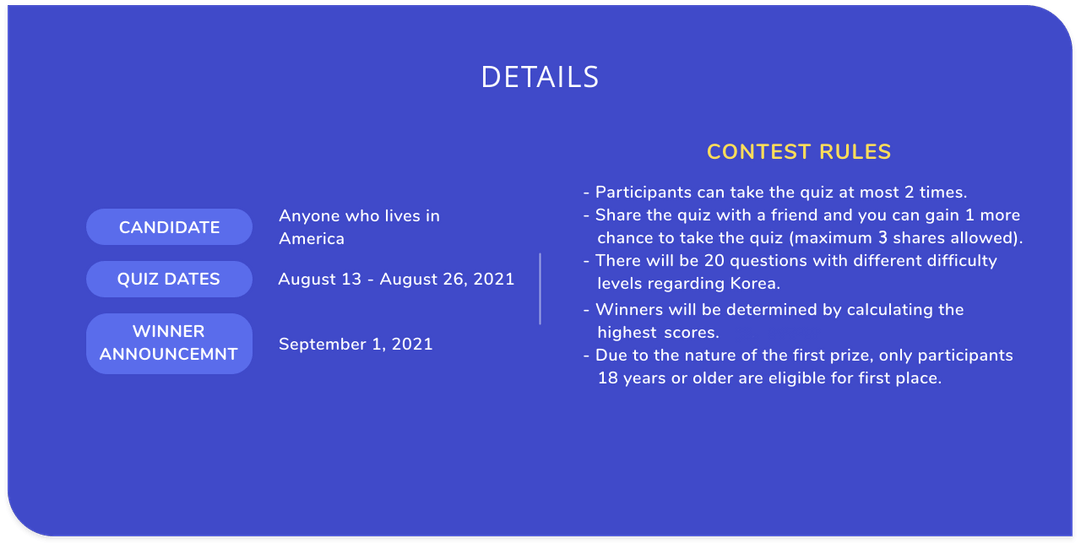 DETAILS
CANDIDATE
Anyone who lives in
America
QUIZ DATES
August 13 - August 26, 2021
WINNER
ANNOUNCEMNT
September 1, 2021
CONTEST RULES
- Participants can take the quiz at most 2 times.
- Share the quiz with a friend and you can gain 1 more
chance to take the quiz (maximum 3 shares allowed).
- There will be 20 questions with different difficulty
levels regarding Korea.
- Winners will be determined by calculating the
highest scores.
- Due to the nature of the first prize, only participants
18 years or older are eligible for first place.